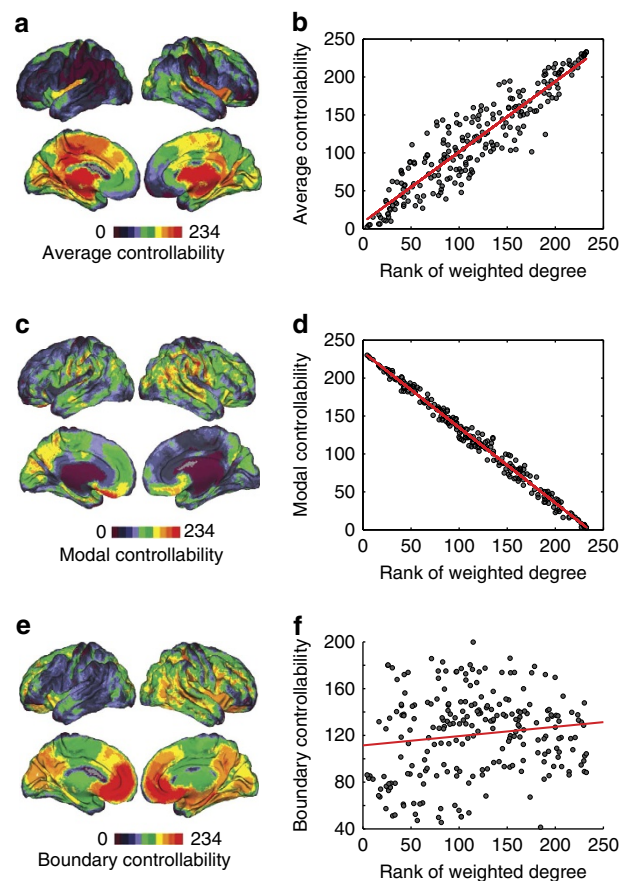 a
0 234
Average controllability
b
Average controllability
250
200
150
100
50
0
0 50 100 150 200 250
Rank of weighted degree
c
0 234
Modal controllability
d
Modal controllability
250
200
150
100
50
0
0 50 100 150 200 250
Rank of weighted degree
e
0 234
Boundary controllability
f
Boundary controllability
200
160
120
80
40
0 50 100 150 200 250
Rank of weighted degree